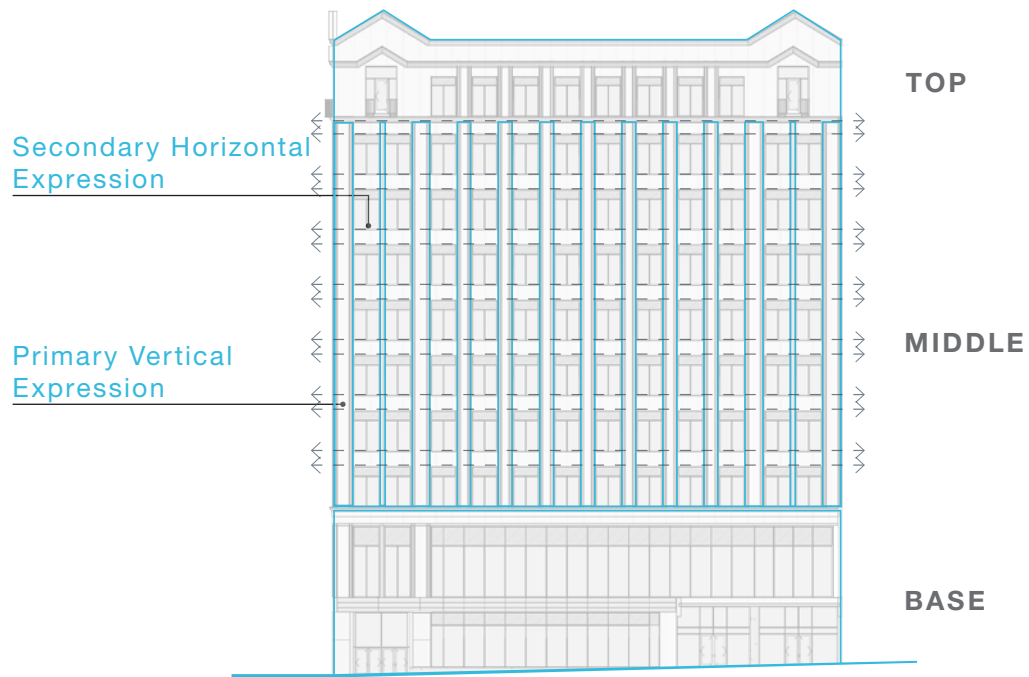 TOP
Secondary Horizontal
Expression
MIDDLE
Primary Vertical
Expression
BASE